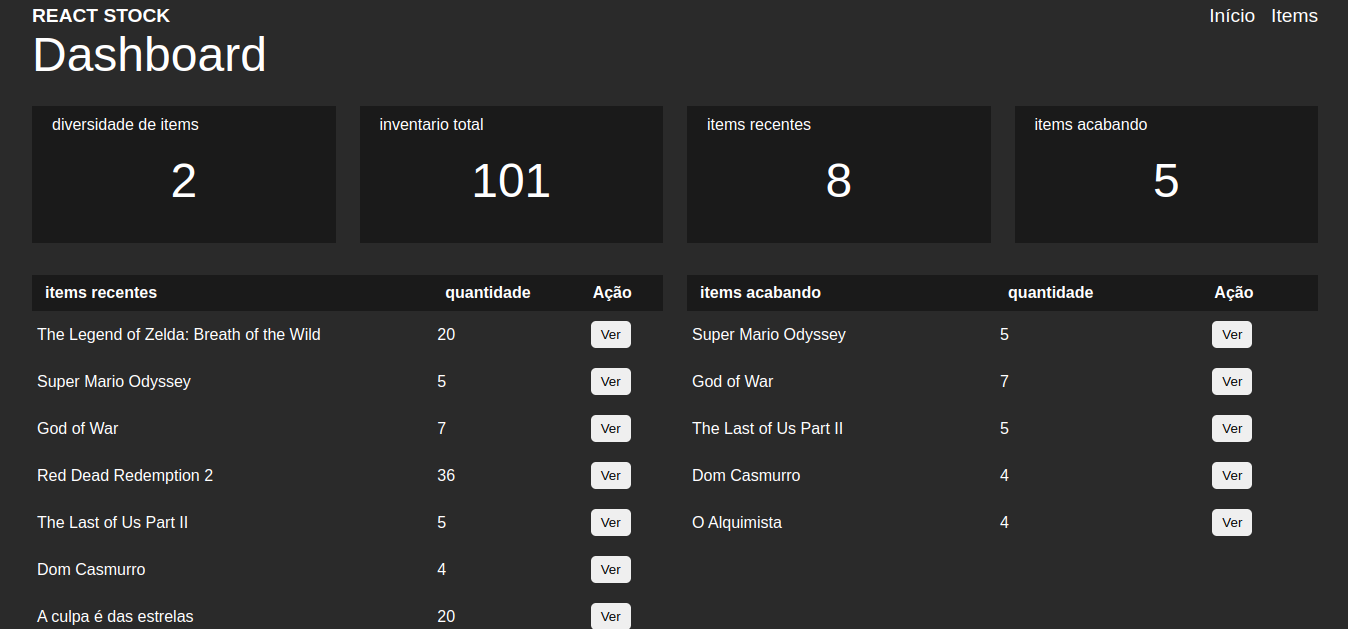 REACT STOCK Início Items
Dashboard
diversidade de items inventario total items recentes items acabando
2 101 8 5
items recentes quantidade Ação items acabando quantidade Ação
The Legend of Zelda: Breath of the Wild 20 Ver Super Mario Odyssey 5 Ver
Super Mario Odyssey 5 Ver God of War 7 Ver
God of War 7 Ver The Last of Us Part II 5 Ver
Red Dead Redemption 2 36 Ver Dom Casmurro 4 Ver
The Last of Us Part II 5 Ver O Alquimista 4 Ver
Dom Casmurro 4 Ver
A culpa é das estrelas 20 Ver